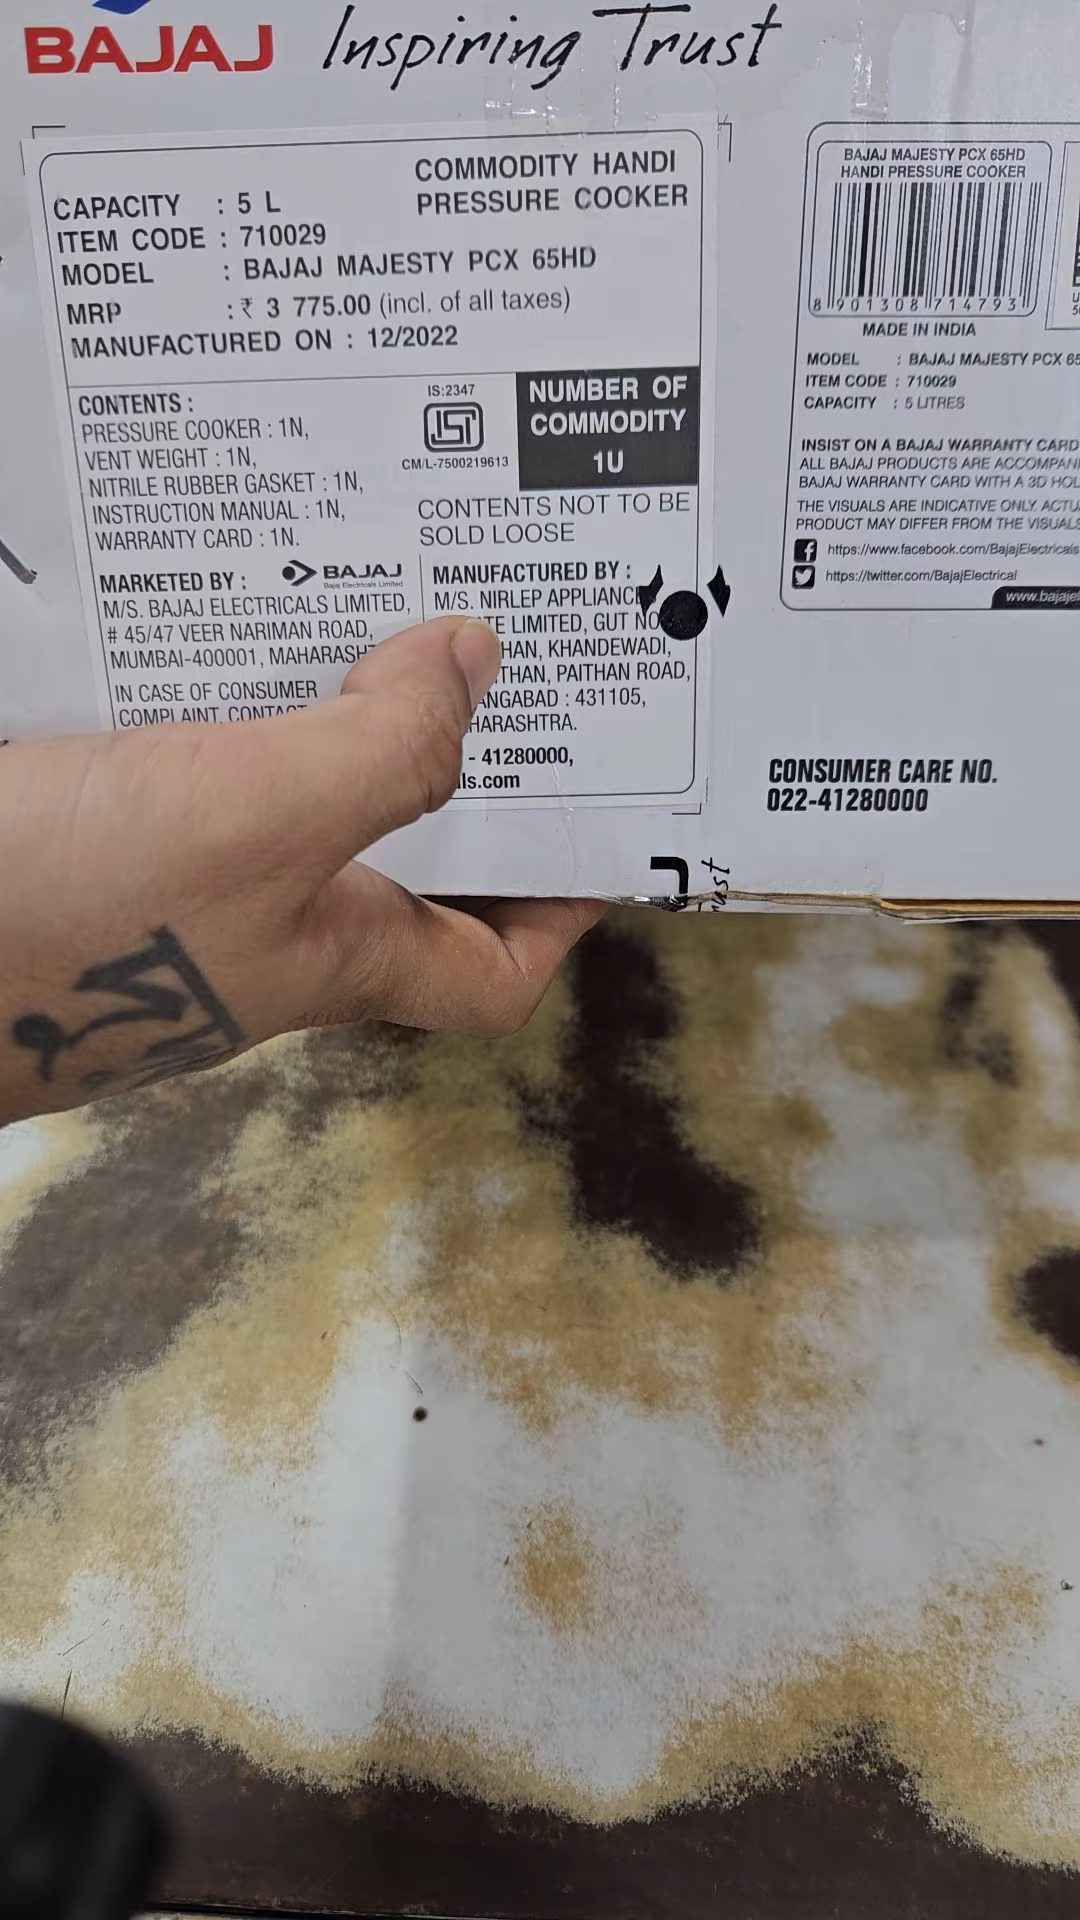 BAJAJ Inspiring Trust
COMMODITY HANDI
PRESSURE COOKER
CAPACITY : 5 L
ITEM CODE : 710029
MODEL : BAJAJ MAJESTY PCX 65HD
MRP : ₹ 3 775.00 (incl. of all taxes)
MANUFACTURED ON : 12/2022
CONTENTS :
PRESSURE COOKER : 1N,
VENT WEIGHT : 1N,
NITRILE RUBBER GASKET : 1N,
INSTRUCTION MANUAL : 1N,
WARRANTY CARD : 1N.
IS:2347
ISI
CM/L-7500219613
NUMBER OF
COMMODITY
1U
CONTENTS NOT TO BE
SOLD LOOSE
MARKETED BY : BAJAJ
Bajaj Electricals Limited
M/S. BAJAJ ELECTRICALS LIMITED,
# 45/47 VEER NARIMAN ROAD,
MUMBAI-400001, MAHARASH
IN CASE OF CONSUMER
COMPLAINT, CONTACT
MANUFACTURED BY :
M/S. NIRLEP APPLIANC
TE LIMITED, GUT NO
HAN, KHANDEWADI,
THAN, PAITHAN ROAD,
ANGABAD : 431105,
HARASHTRA.
- 41280000,
ls.com
BAJAJ MAJESTY PCX 65HD
HANDI PRESSURE COOKER
8 901308 714793
MADE IN INDIA
MODEL : BAJAJ MAJESTY PCX 65
ITEM CODE : 710029
CAPACITY : 5 LITRES
INSIST ON A BAJAJ WARRANTY CARD
ALL BAJAJ PRODUCTS ARE ACCOMPAN
BAJAJ WARRANTY CARD WITH A 3D HOL
THE VISUALS ARE INDICATIVE ONLY. ACTU
PRODUCT MAY DIFFER FROM THE VISUALS
https://www.facebook.com/BajajElectricals
https://twitter.com/BajajElectrical
www.bajajel
CONSUMER CARE NO.
022-41280000
J
rust